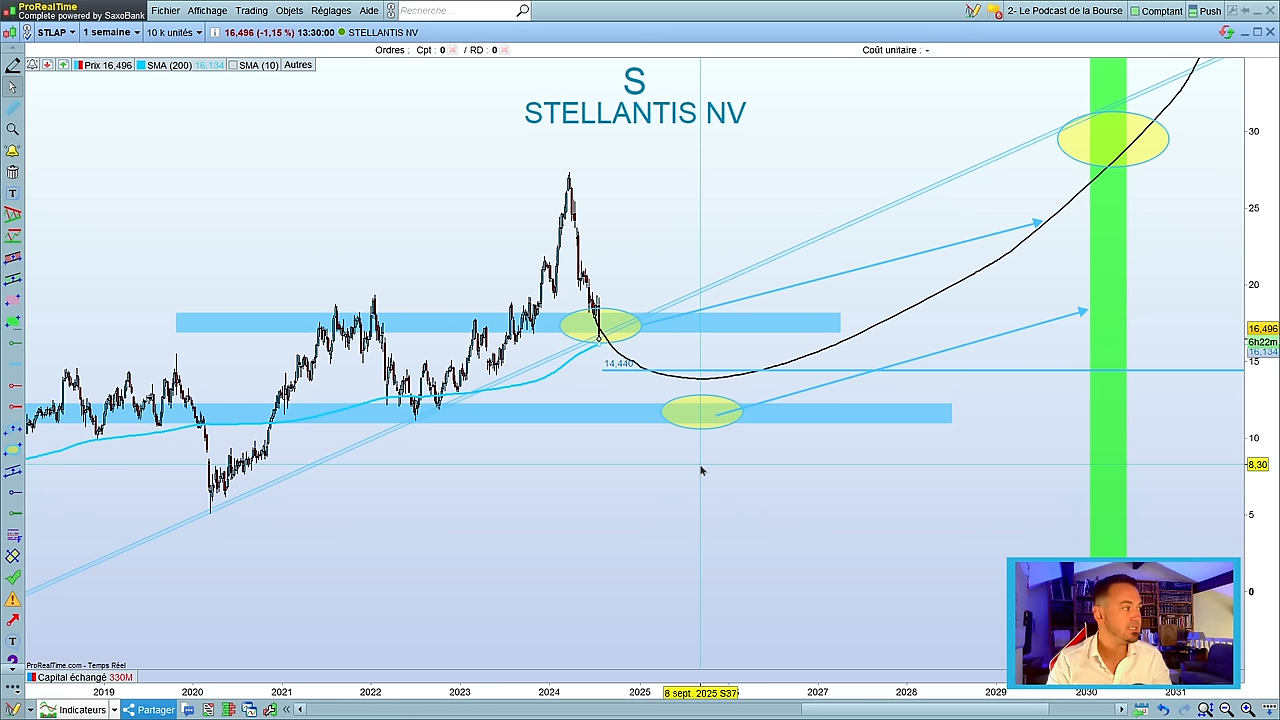 ProRealTime
Complete powered by SaxoBank
Fichier Affichage Trading Objets Réglages Aide Recherche... 2- Le Podcast de la Bourse Comptant Push
STLAP 1 semaine 10 k unités 16,496 (-1.15 %) 13:30:00 STELLANTIS NV
Ordres : Cpt : 0 / RD : 0 Coût unitaire : -
Prix 16,496 SMA (200) 16,134 SMA (10) Autres
S
STELLANTIS NV
30
25
20
16,496
6h22m
16,134
15
14,440
10
8,30
5
0
ProRealTime.com - Temps Réel
Capital échangé 330M
2019 2020 2021 2022 2023 2024 2025 8 sept. 2025 S37 2027 2028 2029 2030 2031
Indicateurs Partager